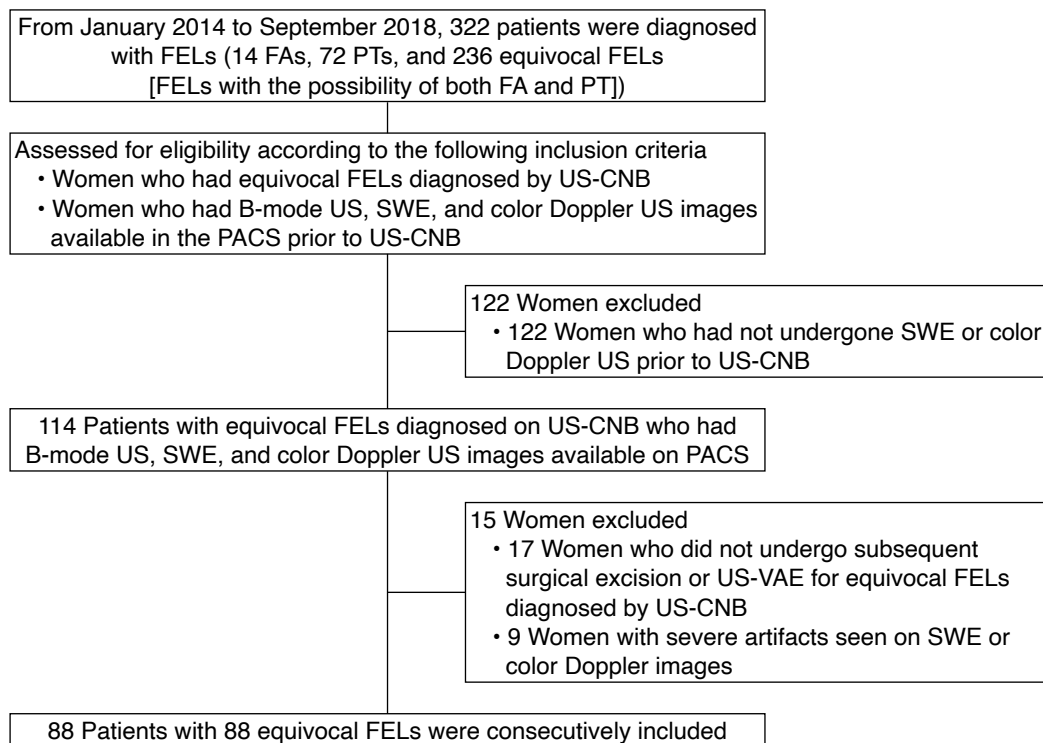 From January 2014 to September 2018, 322 patients were diagnosed
with FELs (14 FAs, 72 PTs, and 236 equivocal FELs
[FELs with the possibility of both FA and PT])
Assessed for eligibility according to the following inclusion criteria
• Women who had equivocal FELs diagnosed by US-CNB
• Women who had B-mode US, SWE, and color Doppler US images
available in the PACS prior to US-CNB
122 Women excluded
• 122 Women who had not undergone SWE or color
Doppler US prior to US-CNB
114 Patients with equivocal FELs diagnosed on US-CNB who had
B-mode US, SWE, and color Doppler US images available on PACS
15 Women excluded
• 17 Women who did not undergo subsequent
surgical excision or US-VAE for equivocal FELs
diagnosed by US-CNB
• 9 Women with severe artifacts seen on SWE or
color Doppler images
88 Patients with 88 equivocal FELs were consecutively included